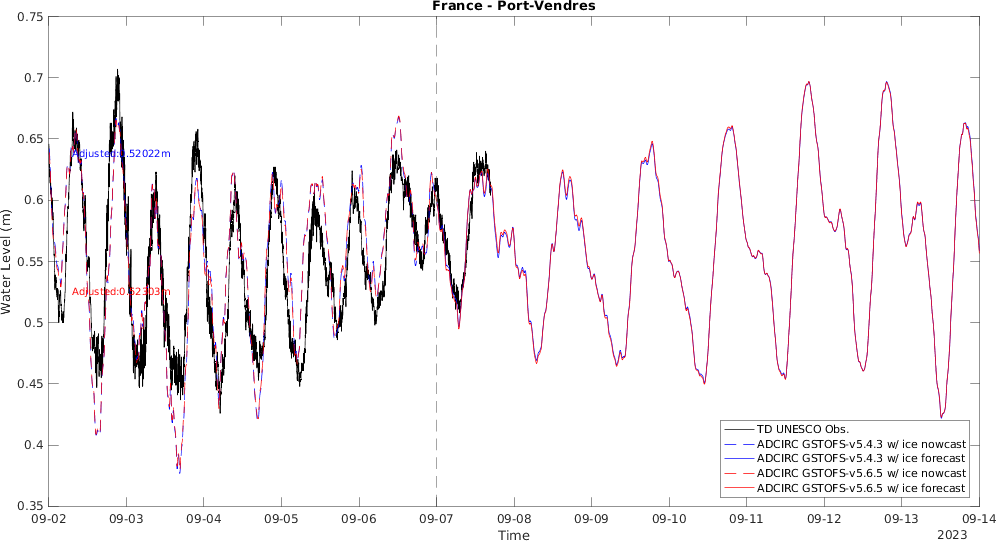 France - Port-Vendres
0.75
0.7
0.65
0.6
0.55
0.5
0.45
0.4
0.35
Water Level (m)
Adjusted:0.52022m
Adjusted:0.52303m
TD UNESCO Obs.
ADCIRC GSTOFS-v5.4.3 w/ ice nowcast
ADCIRC GSTOFS-v5.4.3 w/ ice forecast
ADCIRC GSTOFS-v5.6.5 w/ ice nowcast
ADCIRC GSTOFS-v5.6.5 w/ ice forecast
09-02 09-03 09-04 09-05 09-06 09-07 09-08 09-09 09-10 09-11 09-12 09-13 09-14
Time
2023